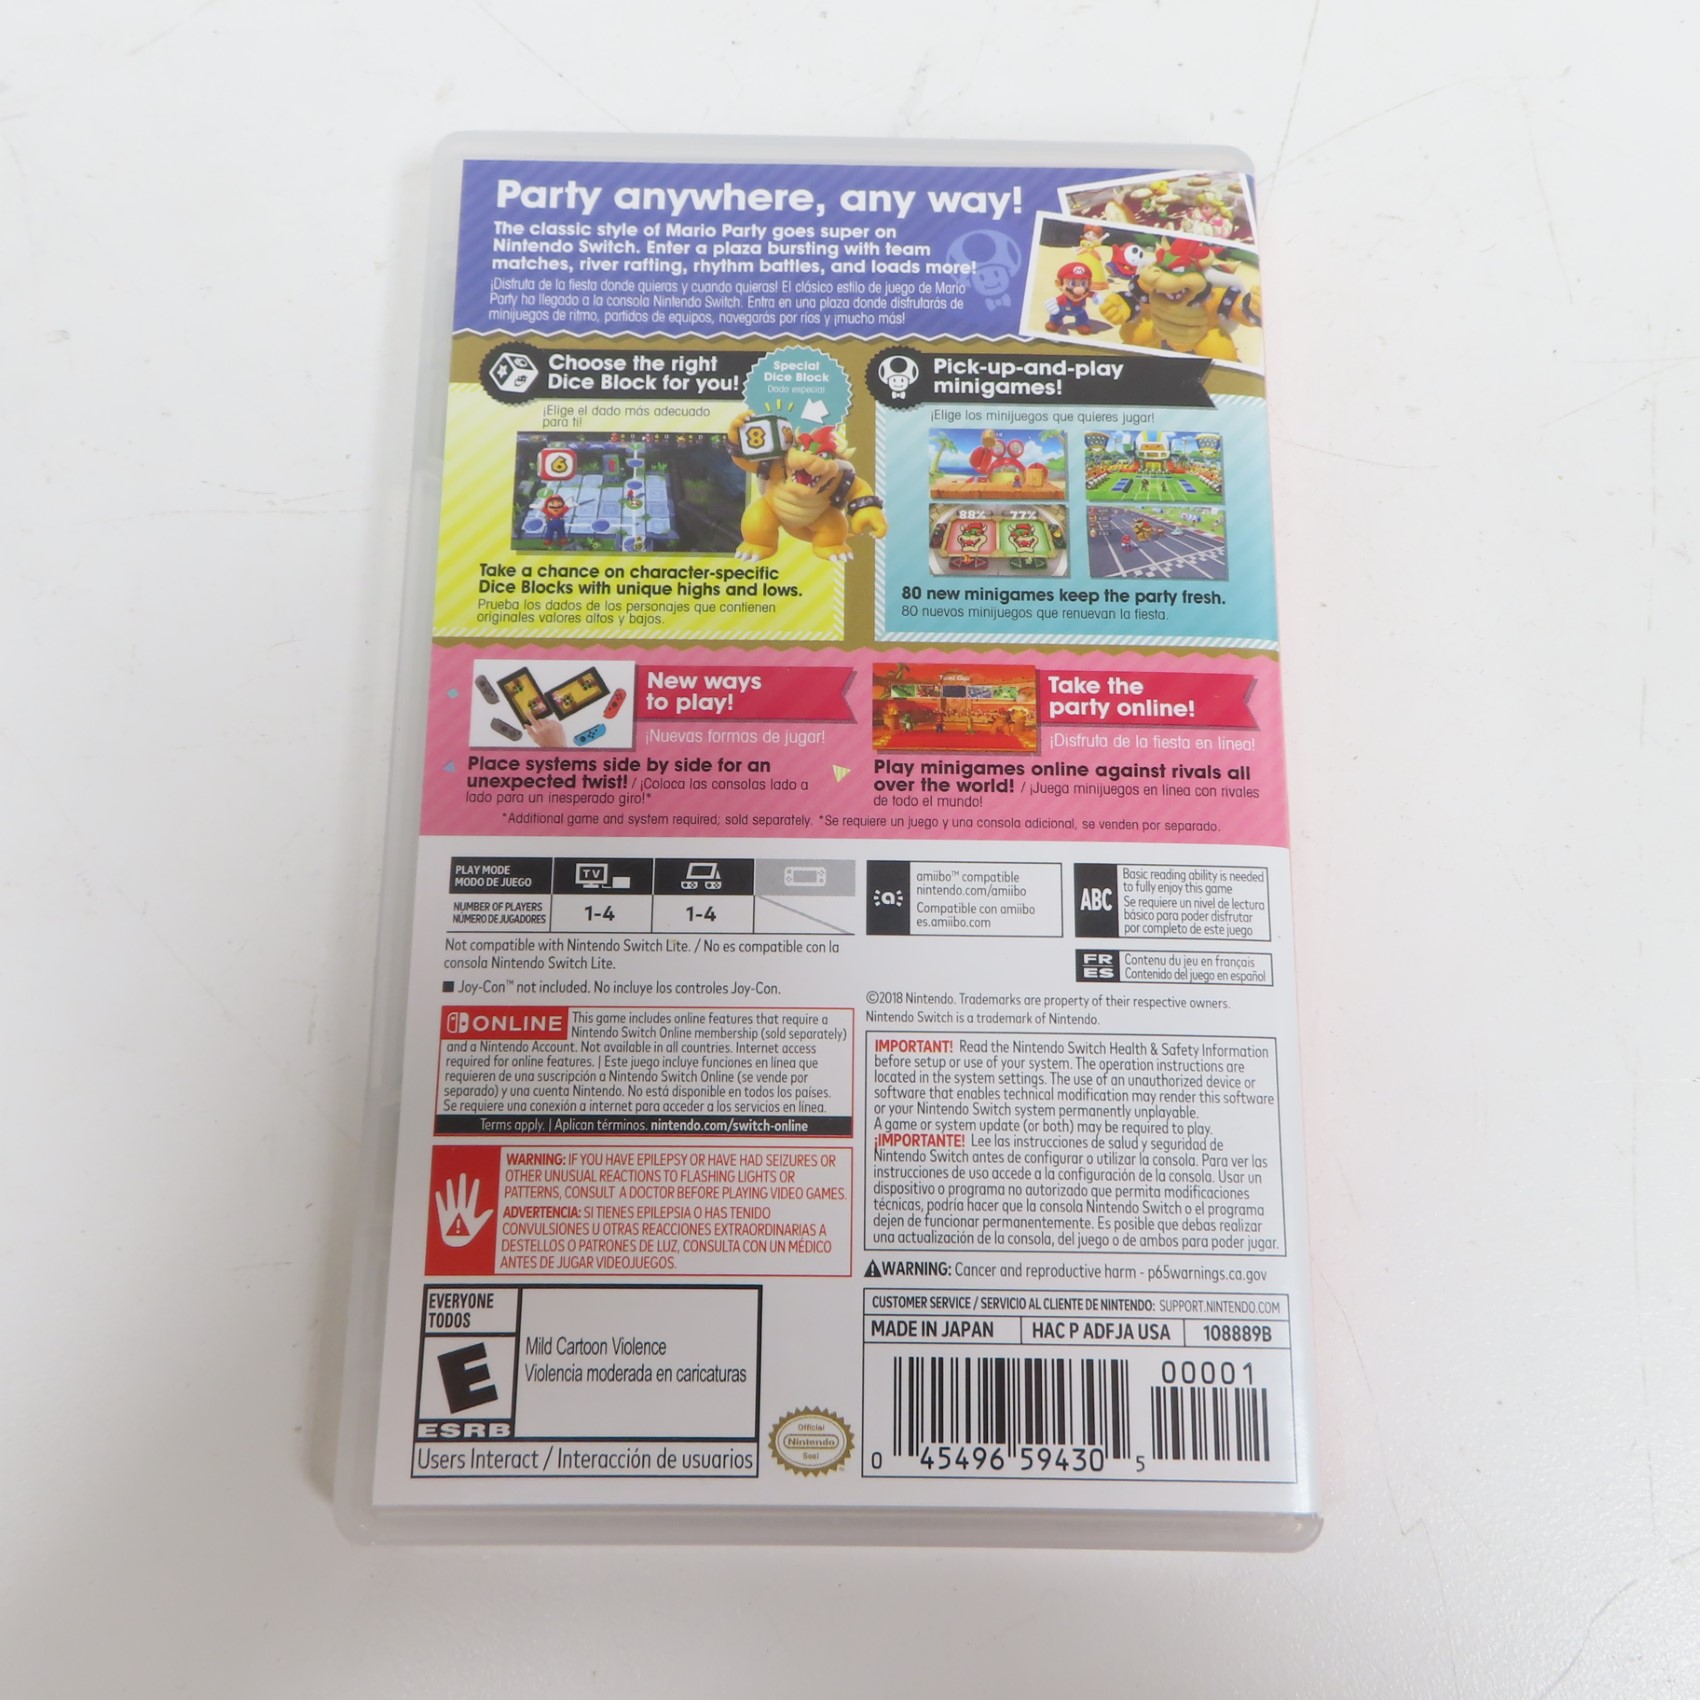 Party anywhere, any way!
The classic style of Mario Party goes super on
Nintendo Switch. Enter a plaza bursting with team
matches, river rafting, rhythm battles, and loads more!
¡Disfruta de la fiesta donde quieras y cuando quieras! El clásico estilo de juego de Mario
Party ha llegado a la consola Nintendo Switch. Entra en una plaza donde disfrutarás de
minijuegos de ritmo, partidos de equipos, navegarás por ríos y ¡mucho más!
Choose the right
Dice Block for you!
¡Elige el dado más adecuado
para ti!
Special
Dice Block
Dado especial
8
6
Take a chance on character-specific
Dice Blocks with unique highs and lows.
Prueba los dados de los personajes que contienen
originales valores altos y bajos.
Pick-up-and-play
minigames!
¡Elige los minijuegos que quieres jugar!
88% 77%
80 new minigames keep the party fresh.
80 nuevos minijuegos que renuevan la fiesta.
New ways
to play!
¡Nuevas formas de jugar!
Place systems side by side for an
unexpected twist! / ¡Coloca las consolas lado a
lado para un inesperado giro!*
Take the
party online!
¡Disfruta de la fiesta en línea!
Play minigames online against rivals all
over the world! / ¡Juega minijuegos en línea con rivales
de todo el mundo!
*Additional game and system required; sold separately. *Se requiere un juego y una consola adicional, se venden por separado.
PLAY MODE
MODO DE JUEGO
TV
NUMBER OF PLAYERS
NÚMERO DE JUGADORES
1-4
1-4
Not compatible with Nintendo Switch Lite. / No es compatible con la
consola Nintendo Switch Lite.
Joy-Con™ not included. No incluye los controles Joy-Con.
amiibo™ compatible
nintendo.com/amiibo
Compatible con amiibo
es.amiibo.com
ABC
Basic reading ability is needed
to fully enjoy this game
Se requiere un nivel de lectura
básico para poder disfrutar
por completo de este juego
FR
ES
Contenu du jeu en français
Contenido del juego en español
©2018 Nintendo. Trademarks are property of their respective owners.
Nintendo Switch is a trademark of Nintendo.
ONLINE
This game includes online features that require a
Nintendo Switch Online membership (sold separately)
and a Nintendo Account. Not available in all countries. Internet access
required for online features. | Este juego incluye funciones en línea que
requieren de una suscripción a Nintendo Switch Online (se vende por
separado) y una cuenta Nintendo. No está disponible en todos los países.
Se requiere una conexión a internet para acceder a los servicios en línea.
Terms apply. | Aplican términos. nintendo.com/switch-online
WARNING: IF YOU HAVE EPILEPSY OR HAVE HAD SEIZURES OR
OTHER UNUSUAL REACTIONS TO FLASHING LIGHTS OR
PATTERNS, CONSULT A DOCTOR BEFORE PLAYING VIDEO GAMES.
ADVERTENCIA: SI TIENES EPILEPSIA O HAS TENIDO
CONVULSIONES U OTRAS REACCIONES EXTRAORDINARIAS A
DESTELLOS O PATRONES DE LUZ, CONSULTA CON UN MÉDICO
ANTES DE JUGAR VIDEOJUEGOS.
IMPORTANT! Read the Nintendo Switch Health & Safety Information
before setup or use of your system. The operation instructions are
located in the system settings. The use of an unauthorized device or
software that enables technical modification may render this software
or your Nintendo Switch system permanently unplayable.
A game or system update (or both) may be required to play.
¡IMPORTANTE! Lee las instrucciones de salud y seguridad de
Nintendo Switch antes de configurar o utilizar la consola. Para ver las
instrucciones de uso accede a la configuración de la consola. Usar un
dispositivo o programa no autorizado que permita modificaciones
técnicas, podría hacer que la consola Nintendo Switch o el programa
dejen de funcionar permanentemente. Es posible que debas realizar
una actualización de la consola, del juego o de ambos para poder jugar.
WARNING: Cancer and reproductive harm - p65warnings.ca.gov
EVERYONE
TODOS
E
ESRB
Mild Cartoon Violence
Violencia moderada en caricaturas
Users Interact / Interacción de usuarios
Official
Nintendo
Seal
CUSTOMER SERVICE / SERVICIO AL CLIENTE DE NINTENDO: SUPPORT.NINTENDO.COM
MADE IN JAPAN
HAC P ADFJA USA
108889B
00001
0 45496 59430 5